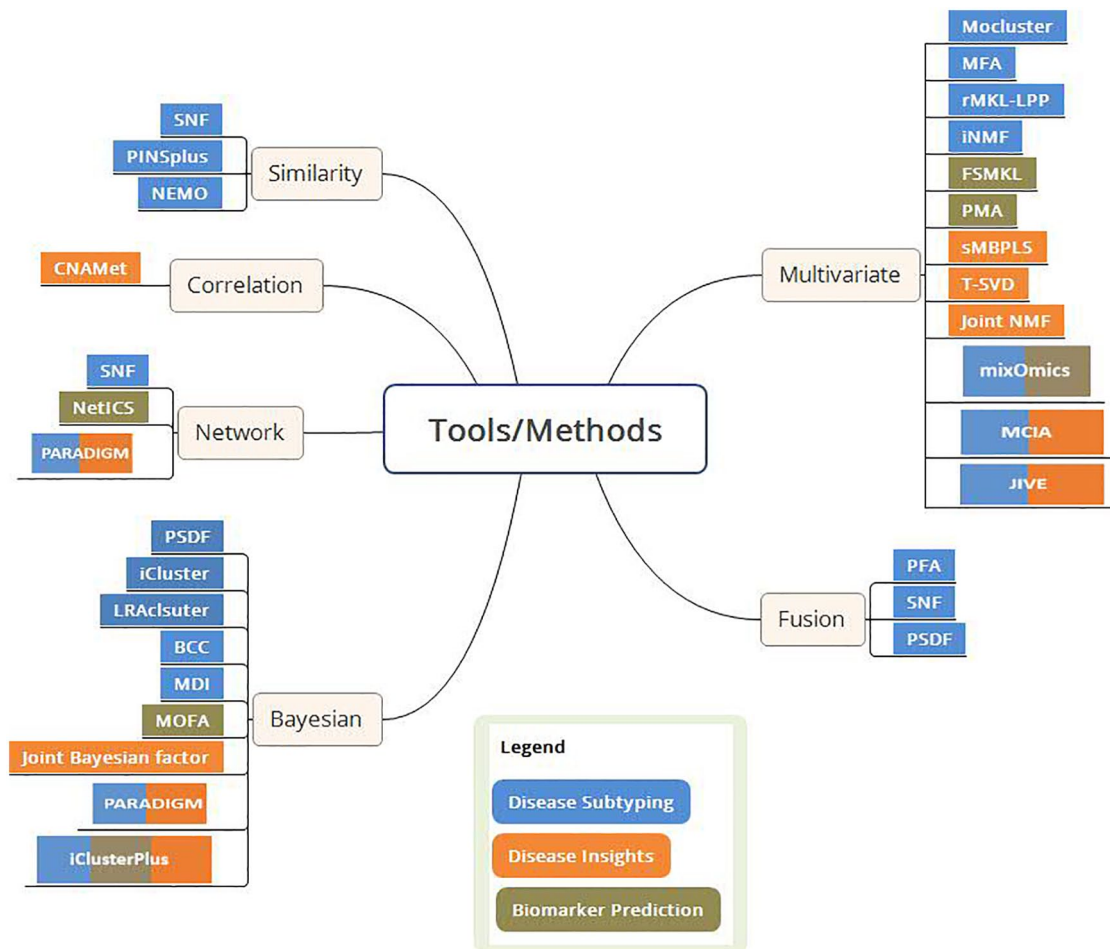 Tools/Methods
Similarity
SNF
PINSplus
NEMO
Correlation
CNAMet
Network
SNF
NetICS
PARADIGM
Bayesian
PSDF
iCluster
LRAclsuter
BCC
MDI
MOFA
Joint Bayesian factor
PARADIGM
iClusterPlus
Multivariate
Mocluster
MFA
rMKL-LPP
iNMF
FSMKL
PMA
sMBPLS
T-SVD
Joint NMF
mixOmics
MCIA
JIVE
Fusion
PFA
SNF
PSDF
Legend
Disease Subtyping
Disease Insights
Biomarker Prediction